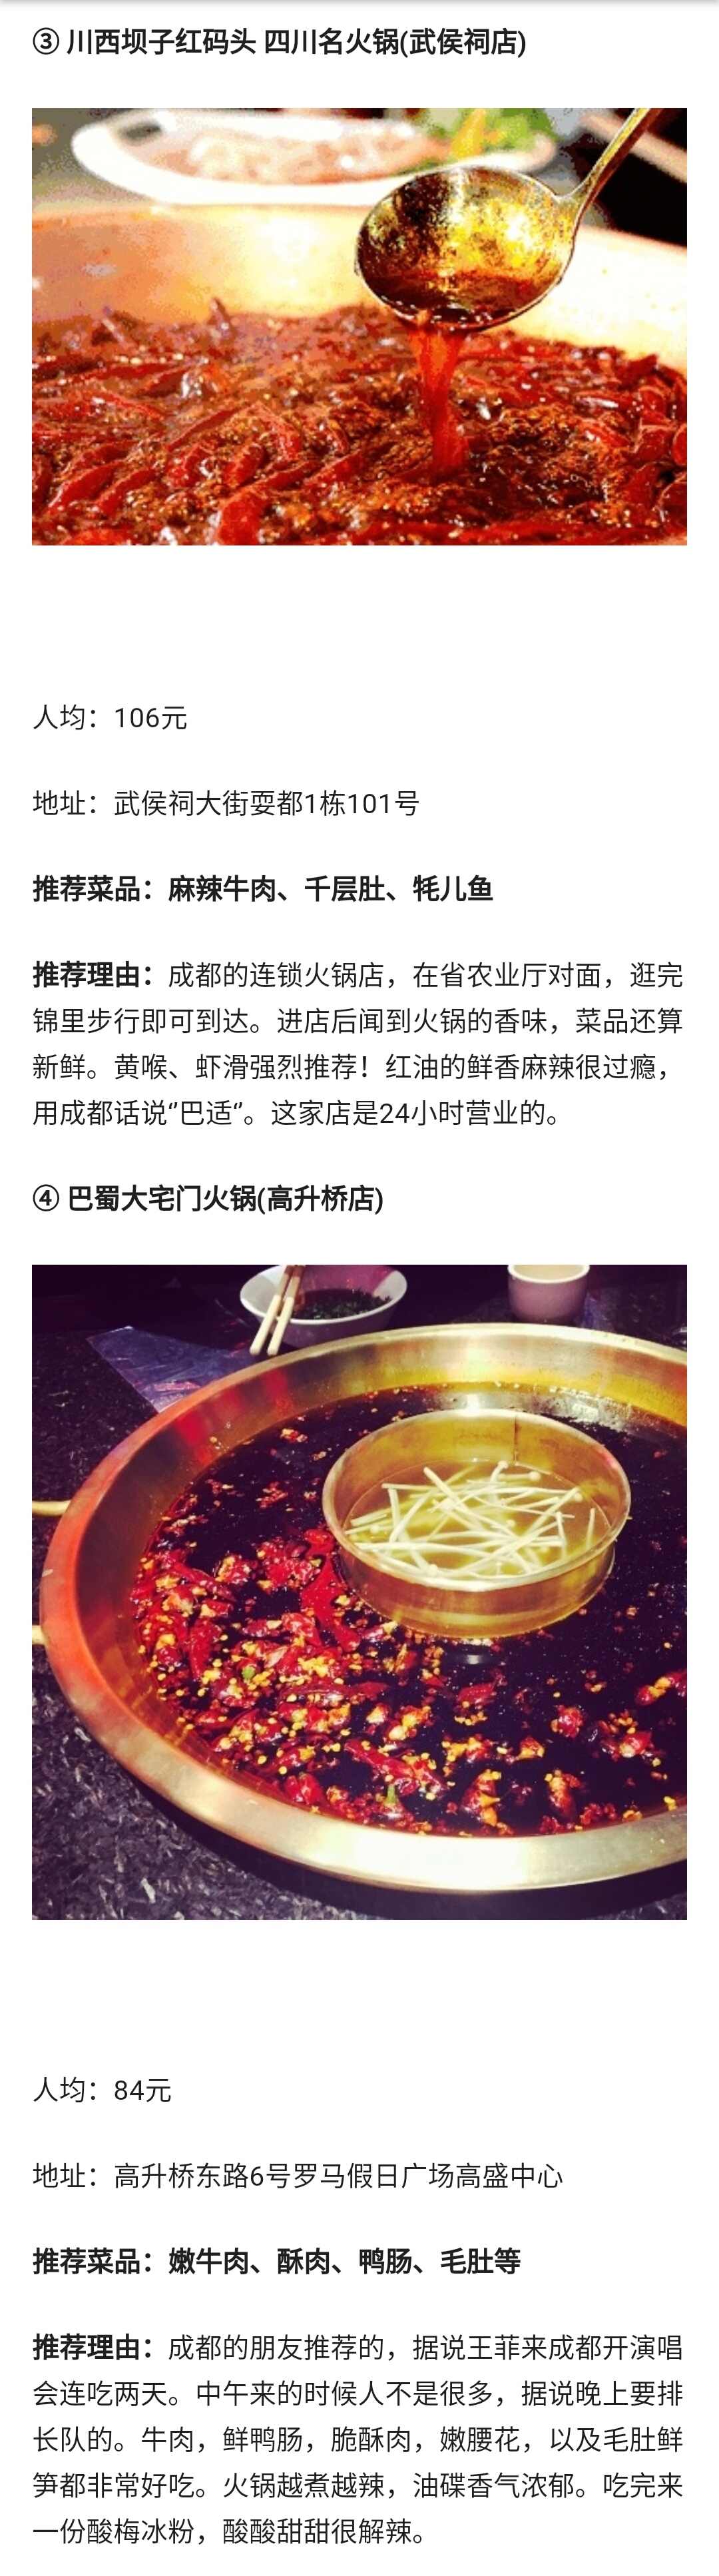 ③ 川西坝子红码头 四川名火锅(武侯祠店)
人均：106元
地址：武侯祠大街耍都1栋101号
推荐菜品：麻辣牛肉、千层肚、牦儿鱼
推荐理由：成都的连锁火锅店，在省农业厅对面，逛完
锦里步行即可到达。进店后闻到火锅的香味，菜品还算
新鲜。黄喉、虾滑强烈推荐！红油的鲜香麻辣很过瘾，
用成都话说“巴适“。这家店是24小时营业的。
④ 巴蜀大宅门火锅(高升桥店)
人均：84元
地址：高升桥东路6号罗马假日广场高盛中心
推荐菜品：嫩牛肉、酥肉、鸭肠、毛肚等
推荐理由：成都的朋友推荐的，据说王菲来成都开演唱
会连吃两天。中午来的时候人不是很多，据说晚上要排
长队的。牛肉，鲜鸭肠，脆酥肉，嫩腰花，以及毛肚鲜
笋都非常好吃。火锅越煮越辣，油碟香气浓郁。吃完来
一份酸梅冰粉，酸酸甜甜很解辣。